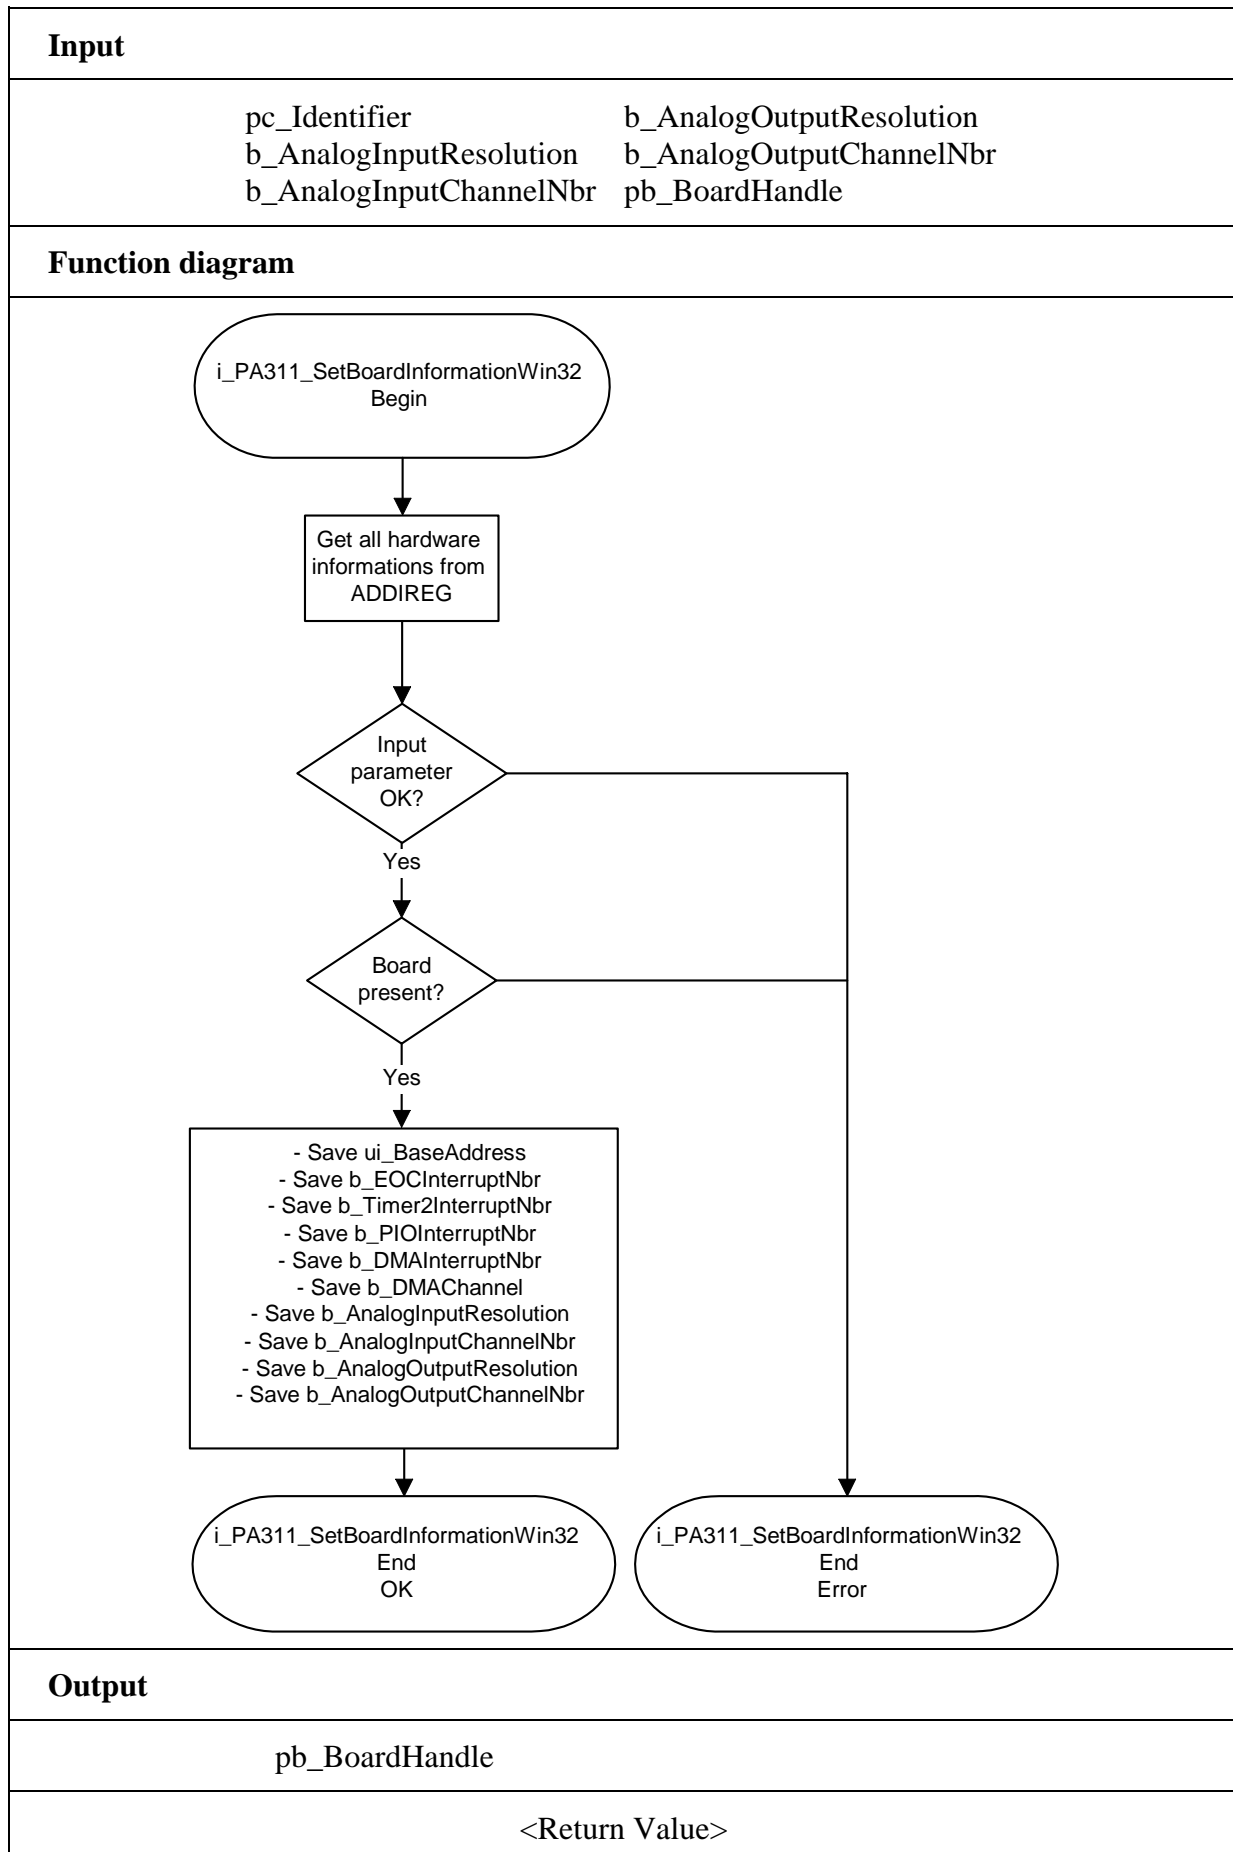 Input
pc_Identifier b_AnalogOutputResolution
b_AnalogInputResolution b_AnalogOutputChannelNbr
b_AnalogInputChannelNbr pb_BoardHandle
Function diagram
i_PA311_SetBoardInformationWin32
Begin
Get all hardware
informations from
ADDIREG
Input
parameter
OK?
Yes
Board
present?
Yes
- Save ui_BaseAddress
- Save b_EOCInterruptNbr
- Save b_Timer2InterruptNbr
- Save b_PIOInterruptNbr
- Save b_DMAInterruptNbr
- Save b_DMAChannel
- Save b_AnalogInputResolution
- Save b_AnalogInputChannelNbr
- Save b_AnalogOutputResolution
- Save b_AnalogOutputChannelNbr
i_PA311_SetBoardInformationWin32
End
OK
i_PA311_SetBoardInformationWin32
End
Error
Output
pb_BoardHandle
<Return Value>